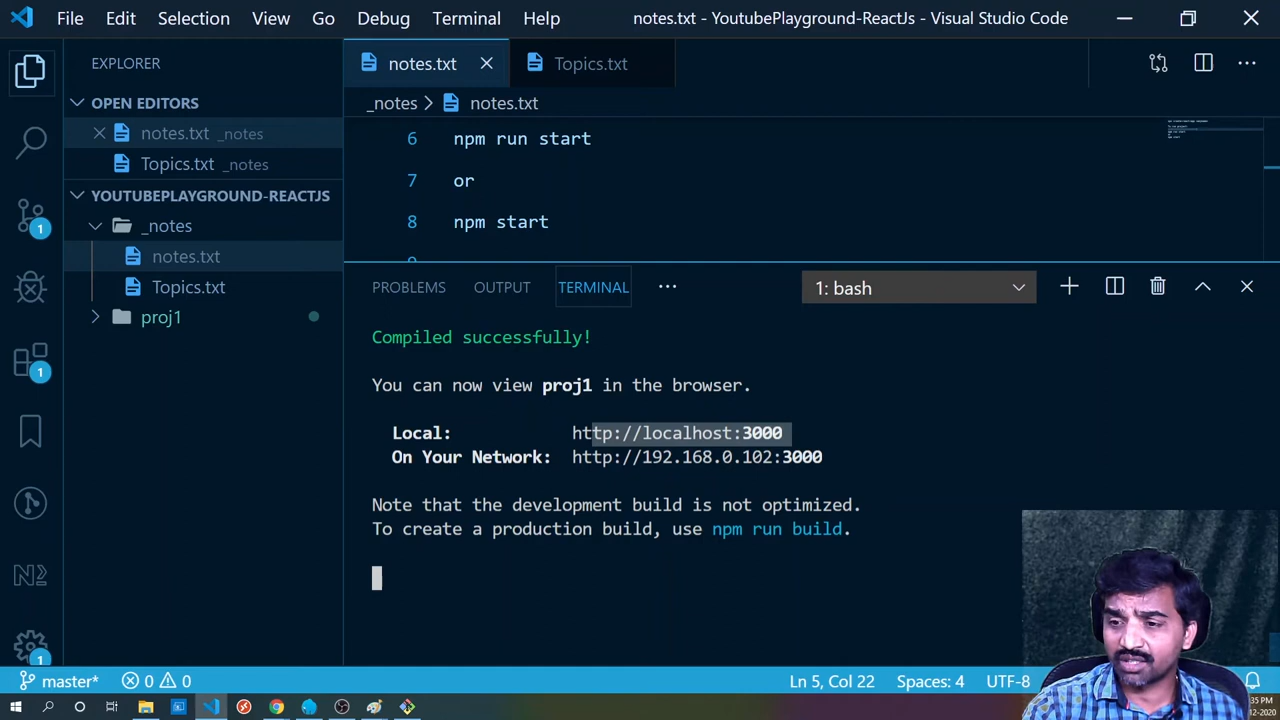 File Edit Selection View Go Debug Terminal Help notes.txt - YoutubePlayground-ReactJs - Visual Studio Code
EXPLORER
OPEN EDITORS
notes.txt _notes
Topics.txt _notes
YOUTUBEPLAYGROUND-REACTJS
_notes
notes.txt
Topics.txt
proj1
1
1
1
notes.txt Topics.txt
_notes > notes.txt
6 npm run start
7 or
8 npm start
PROBLEMS OUTPUT TERMINAL ··· 1: bash
Compiled successfully!
You can now view proj1 in the browser.
Local: http://localhost:3000
On Your Network: http://192.168.0.102:3000
Note that the development build is not optimized.
To create a production build, use npm run build.
master* 0 0 Ln 5, Col 22 Spaces: 4 UTF-8